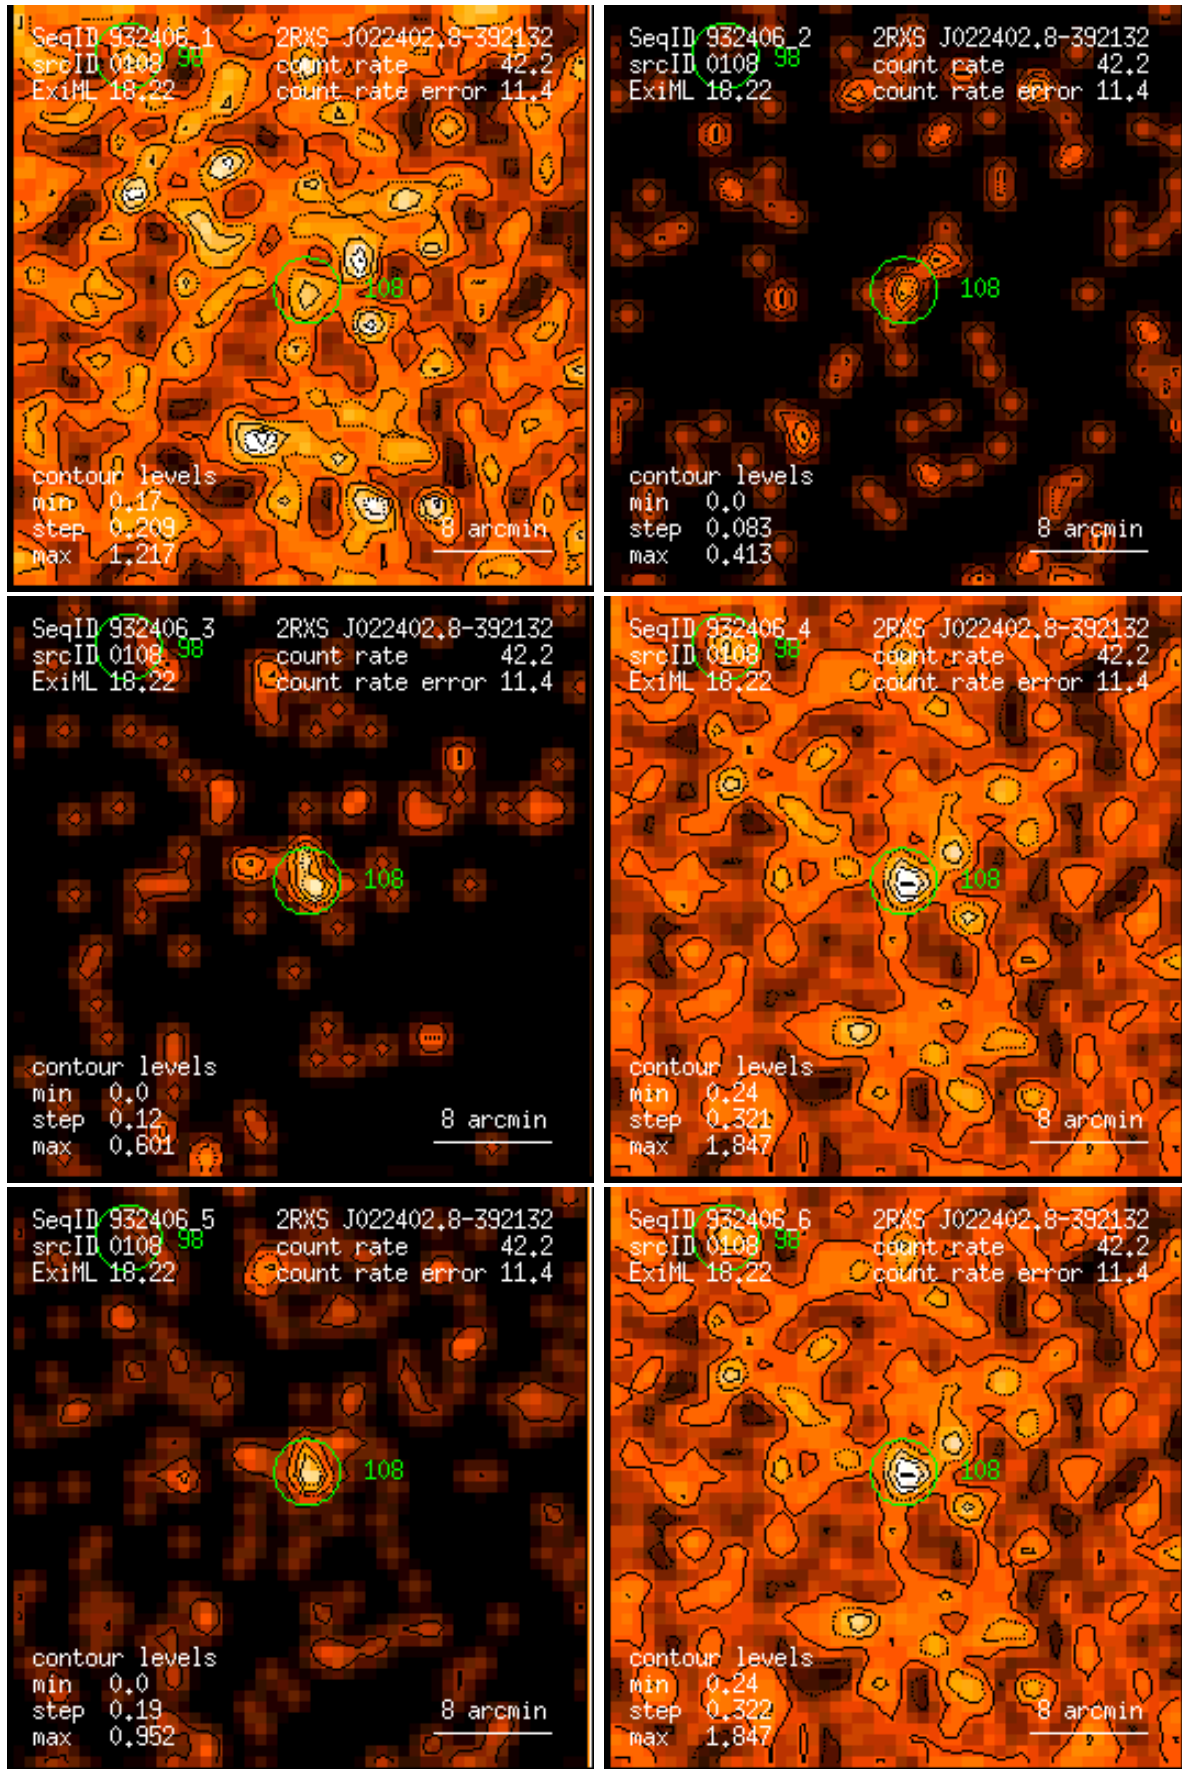 SeqID 932406_1 2RXS J022402.8-392132
srcID 0108 98 count rate 42.2
ExiML 18.22 count rate error 11.4
108
contour levels
min 0.17
step 0.209 8 arcmin
max 1.217
SeqID 932406_2 2RXS J022402.8-392132
srcID 0108 98 count rate 42.2
ExiML 18.22 count rate error 11.4
108
contour levels
min 0.0
step 0.083 8 arcmin
max 0.413
SeqID 932406_3 2RXS J022402.8-392132
srcID 0108 98 count rate 42.2
ExiML 18.22 count rate error 11.4
108
contour levels
min 0.0
step 0.12 8 arcmin
max 0.601
SeqID 932406_4 2RXS J022402.8-392132
srcID 0108 98 count rate 42.2
ExiML 18.22 count rate error 11.4
108
contour levels
min 0.24
step 0.321 8 arcmin
max 1.847
SeqID 932406_5 2RXS J022402.8-392132
srcID 0108 98 count rate 42.2
ExiML 18.22 count rate error 11.4
108
contour levels
min 0.0
step 0.19 8 arcmin
max 0.952
SeqID 932406_6 2RXS J022402.8-392132
srcID 0108 98 count rate 42.2
ExiML 18.22 count rate error 11.4
108
contour levels
min 0.24
step 0.322 8 arcmin
max 1.847